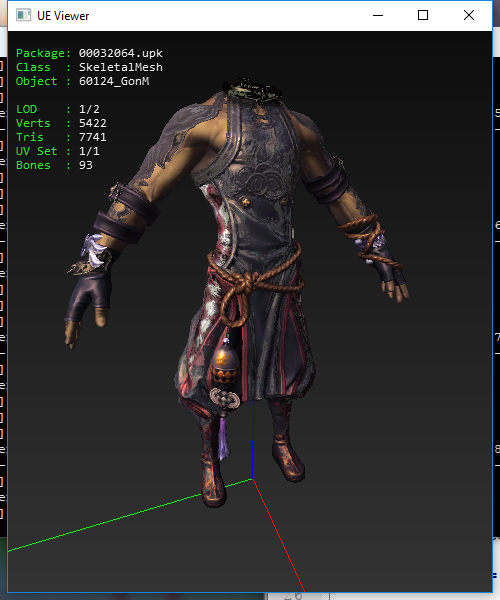 UE Viewer
Package: 00032064.upk
Class : SkeletalMesh
Object : 60124_GonM
LOD : 1/2
Verts : 5422
Tris : 7741
UV Set : 1/1
Bones : 93